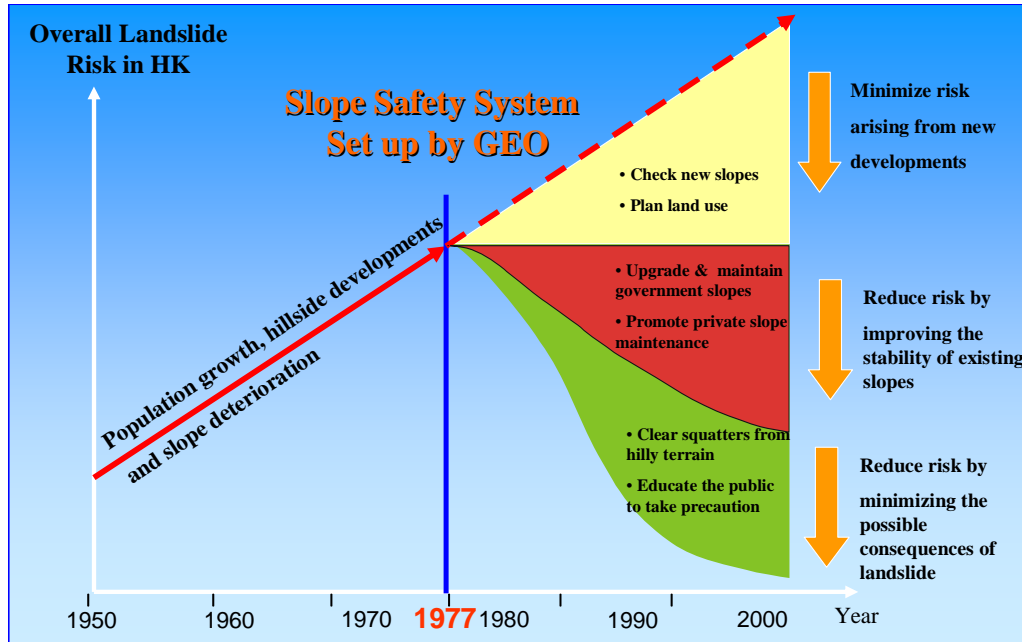 Overall Landslide
Risk in HK
Slope Safety System
Set up by GEO
Population growth, hillside developments
and slope deterioration
• Check new slopes
• Plan land use
• Upgrade & maintain
government slopes
• Promote private slope
maintenance
• Clear squatters from
hilly terrain
• Educate the public
to take precaution
Minimize risk
arising from new
developments
Reduce risk by
improving the
stability of existing
slopes
Reduce risk by
minimizing the
possible
consequences of
landslide
1950 1960 1970 1977 1980 1990 2000 Year